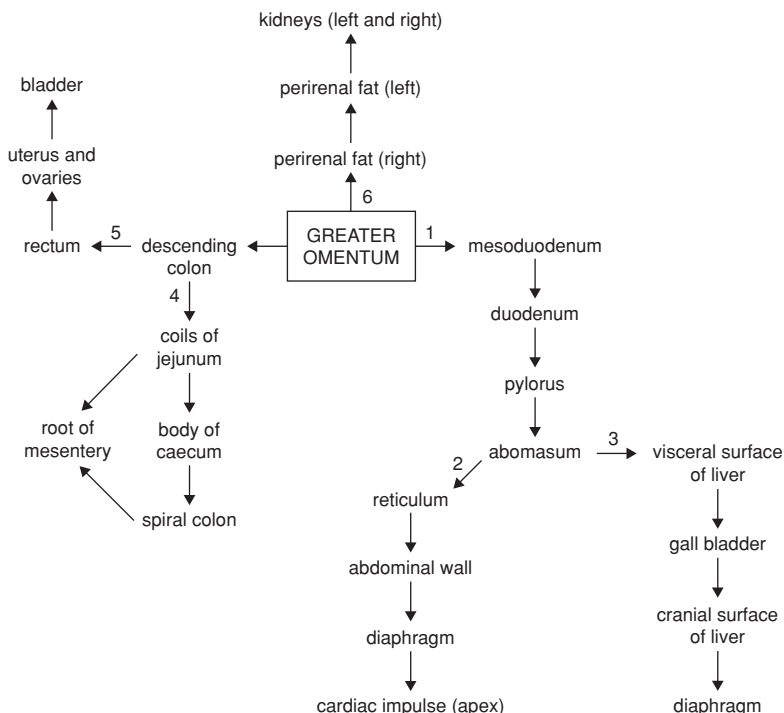 kidneys (left and right)
bladder
perirenal fat (left)
uterus and
ovaries
perirenal fat (right)
6
rectum
5
descending
colon
GREATER
OMENTUM
1
mesoduodenum
4
duodenum
coils of
jejunum
pylorus
root of
mesentery
body of
caecum
2
abomasum
3
visceral surface
of liver
reticulum
spiral colon
gall bladder
abdominal wall
cranial surface
of liver
diaphragm
cardiac impulse (apex)
diaphragm